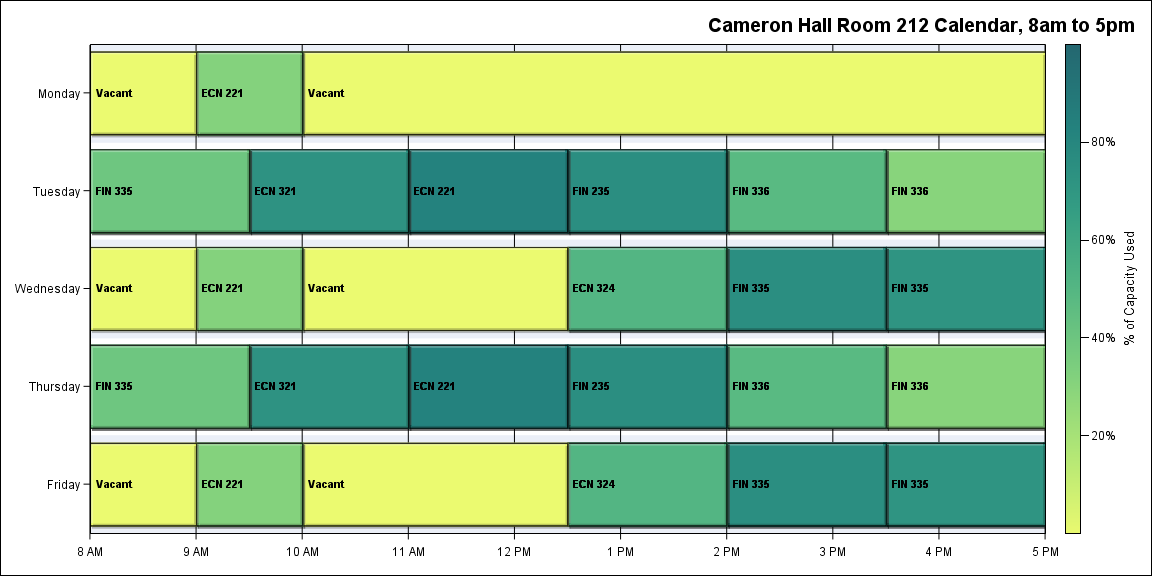 Cameron Hall Room 212 Calendar, 8am to 5pm
Monday
Vacant
ECN 221
Vacant
Tuesday
FIN 335
ECN 321
ECN 221
FIN 235
FIN 336
FIN 336
Wednesday
Vacant
ECN 221
Vacant
ECN 324
FIN 335
FIN 335
Thursday
FIN 335
ECN 321
ECN 221
FIN 235
FIN 336
FIN 336
Friday
Vacant
ECN 221
Vacant
ECN 324
FIN 335
FIN 335
8 AM
9 AM
10 AM
11 AM
12 PM
1 PM
2 PM
3 PM
4 PM
5 PM
80%
60%
40%
20%
% of Capacity Used